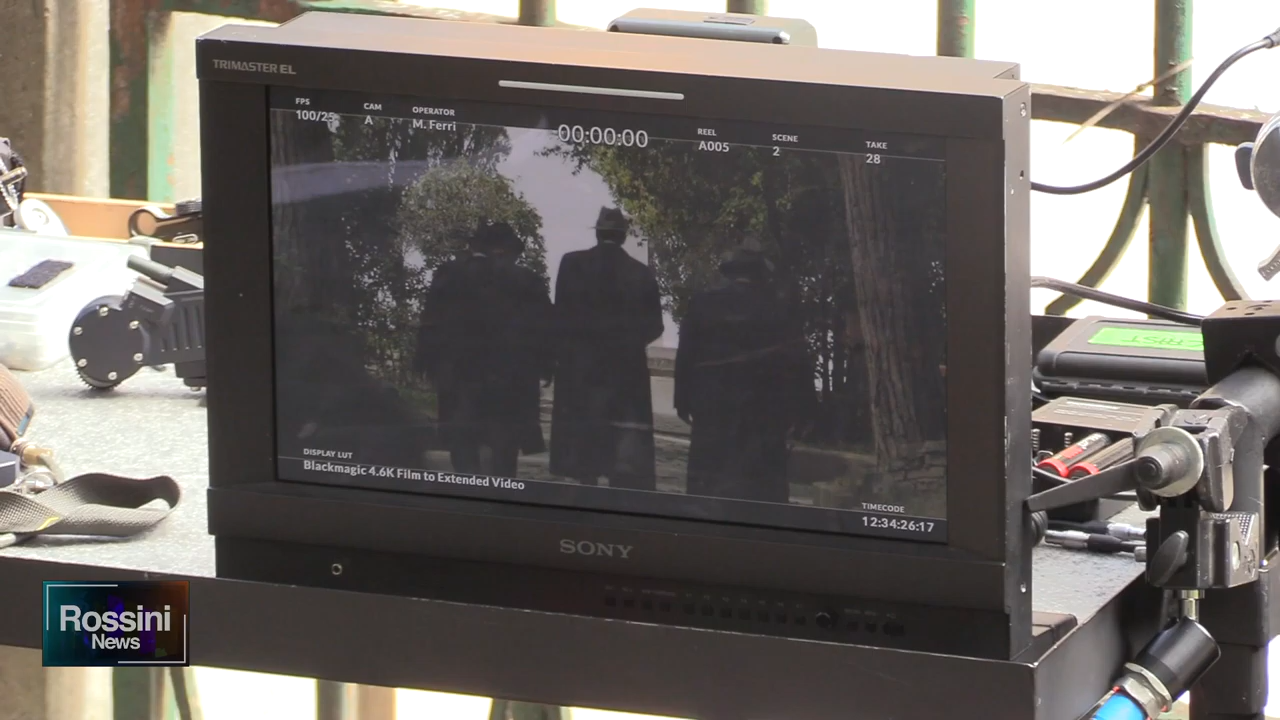 TRIMASTER EL
FPS
100/25
CAM
A
OPERATOR
M. Ferri
00:00:00
REEL
A005
SCENE
2
TAKE
28
DISPLAY LUT
Blackmagic 4.6K Film to Extended Video
TIMECODE
12:34:26:17
SONY
Rossini
News